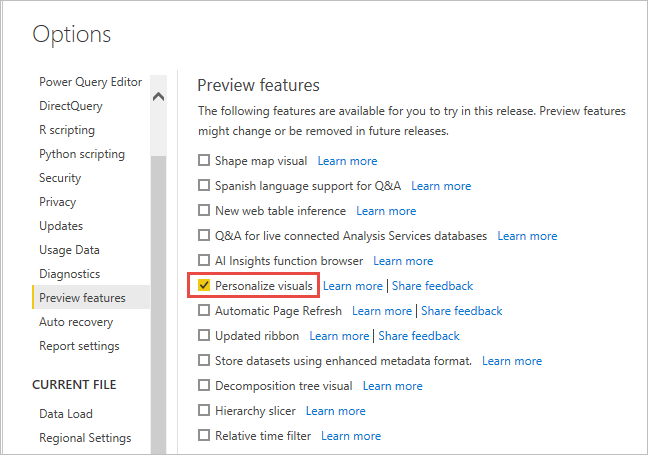 Options
Power Query Editor
DirectQuery
R scripting
Python scripting
Security
Privacy
Updates
Usage Data
Diagnostics
Preview features
Auto recovery
Report settings
CURRENT FILE
Data Load
Regional Settings
Preview features
The following features are available for you to try in this release. Preview features
might change or be removed in future releases.
Shape map visual Learn more
Spanish language support for Q&A Learn more
New web table inference Learn more
Q&A for live connected Analysis Services databases Learn more
AI Insights function browser Learn more
Personalize visuals Learn more | Share feedback
Automatic Page Refresh Learn more | Share feedback
Updated ribbon Learn more | Share feedback
Store datasets using enhanced metadata format. Learn more
Decomposition tree visual Learn more
Hierarchy slicer Learn more
Relative time filter Learn more